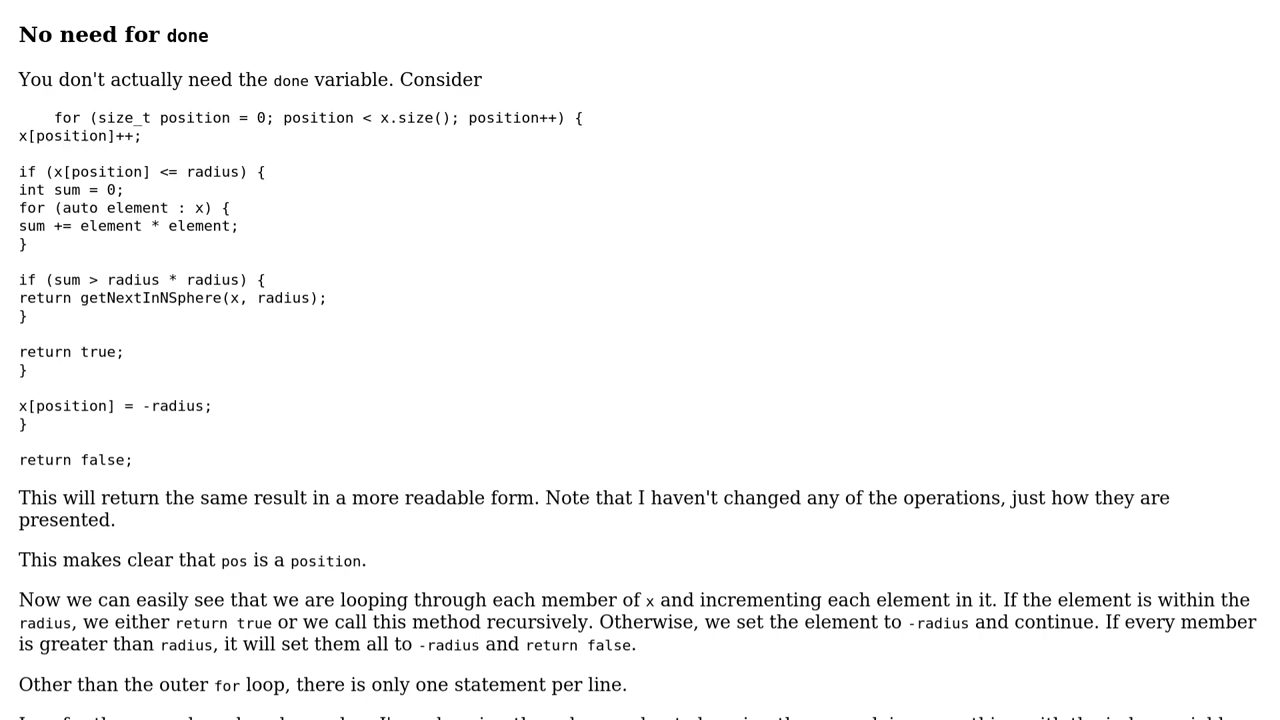 No need for done
You don't actually need the done variable. Consider
for (size_t position = 0; position < x.size(); position++) {
x[position]++;
if (x[position] <= radius) {
int sum = 0;
for (auto element : x) {
sum += element * element;
}
if (sum > radius * radius) {
return getNextInNSphere(x, radius);
}
return true;
}
x[position] = -radius;
}
return false;
This will return the same result in a more readable form. Note that I haven't changed any of the operations, just how they are
presented.
This makes clear that pos is a position.
Now we can easily see that we are looping through each member of x and incrementing each element in it. If the element is within the
radius, we either return true or we call this method recursively. Otherwise, we set the element to -radius and continue. If every member
is greater than radius, it will set them all to -radius and return false.
Other than the outer for loop, there is only one statement per line.